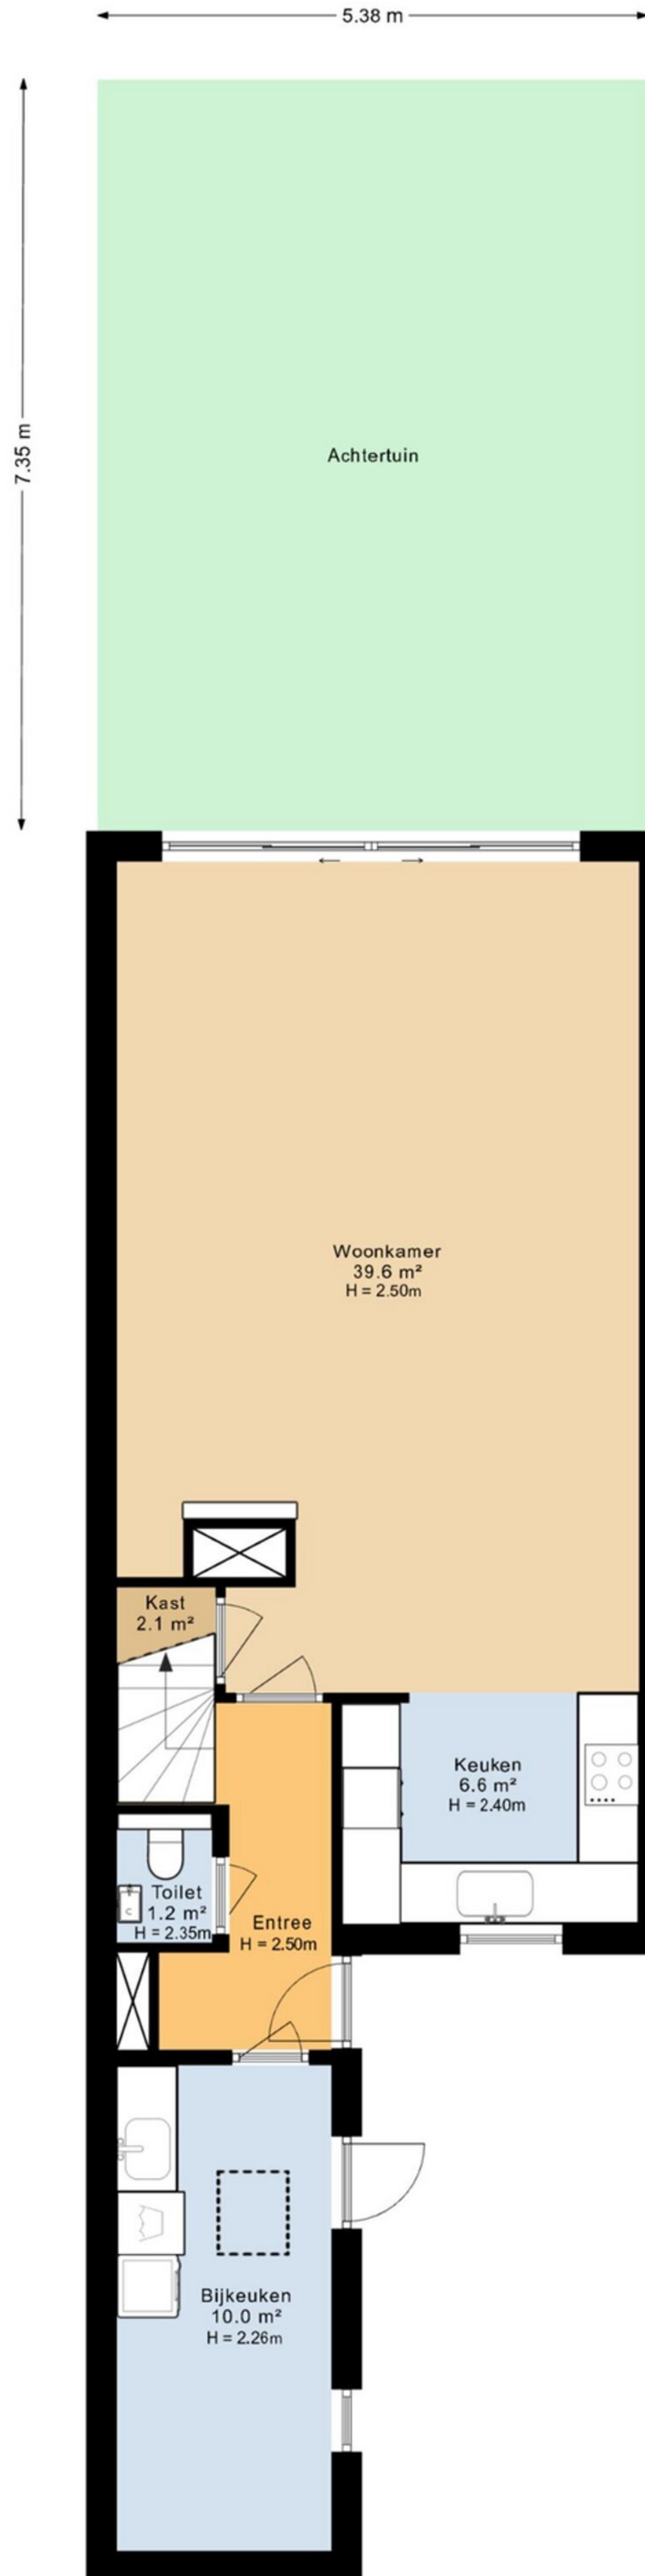 5.38 m
7.35 m
Achtertuin
Woonkamer
39.6 m²
H = 2.50m
Kast
2.1 m²
Keuken
6.6 m²
H = 2.40m
Toilet
1.2 m²
H = 2.35m
Entree
H = 2.50m
Bijkeuken
10.0 m²
H = 2.26m